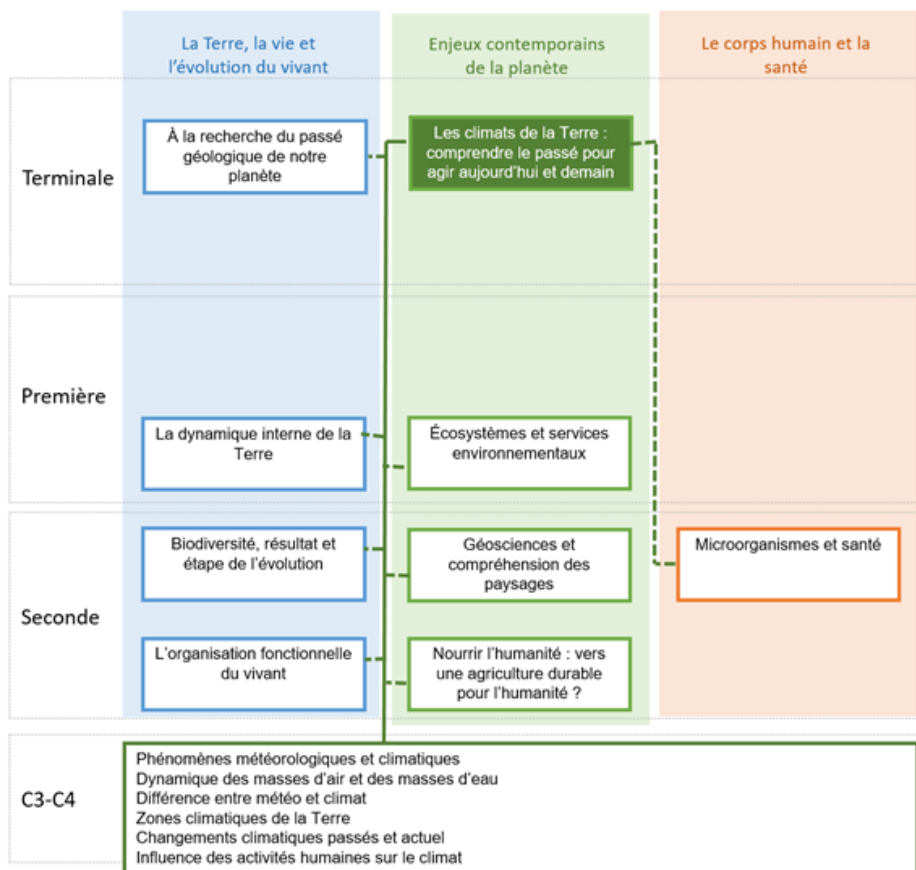 La Terre, la vie et
l'évolution du vivant
Enjeux contemporains
de la planète
Le corps humain et la
santé
Terminale
À la recherche du passé
géologique de notre
planète
Les climats de la Terre :
comprendre le passé pour
agir aujourd'hui et demain
Première
La dynamique interne de la
Terre
Écosystèmes et services
environnementaux
Seconde
Biodiversité, résultat et
étape de l'évolution
Géosciences et
compréhension des
paysages
Microorganismes et santé
L'organisation fonctionnelle
du vivant
Nourrir l'humanité : vers
une agriculture durable
pour l'humanité ?
C3-C4
Phénomènes météorologiques et climatiques
Dynamique des masses d'air et des masses d'eau
Différence entre météo et climat
Zones climatiques de la Terre
Changements climatiques passés et actuel
Influence des activités humaines sur le climat